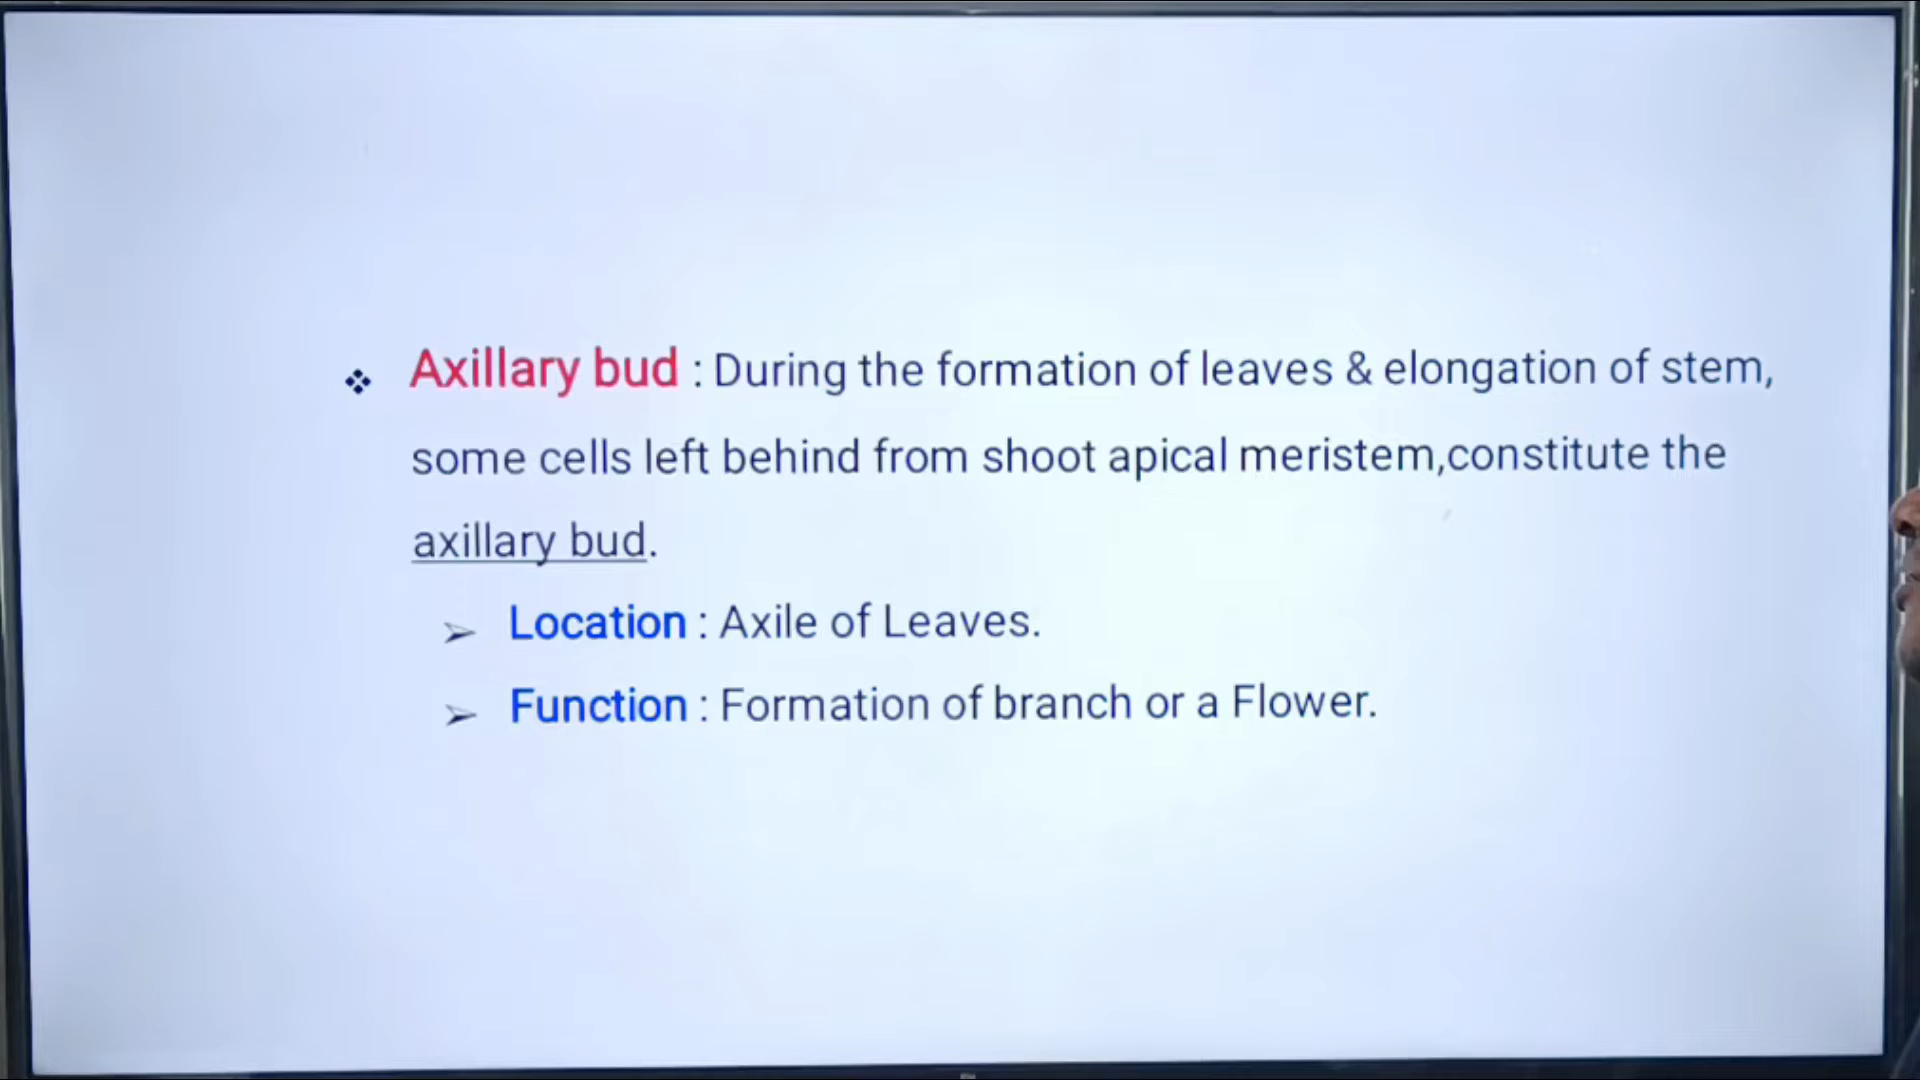 ❖ Axillary bud : During the formation of leaves & elongation of stem,
some cells left behind from shoot apical meristem,constitute the
axillary bud.
➢ Location : Axile of Leaves.
➢ Function : Formation of branch or a Flower.